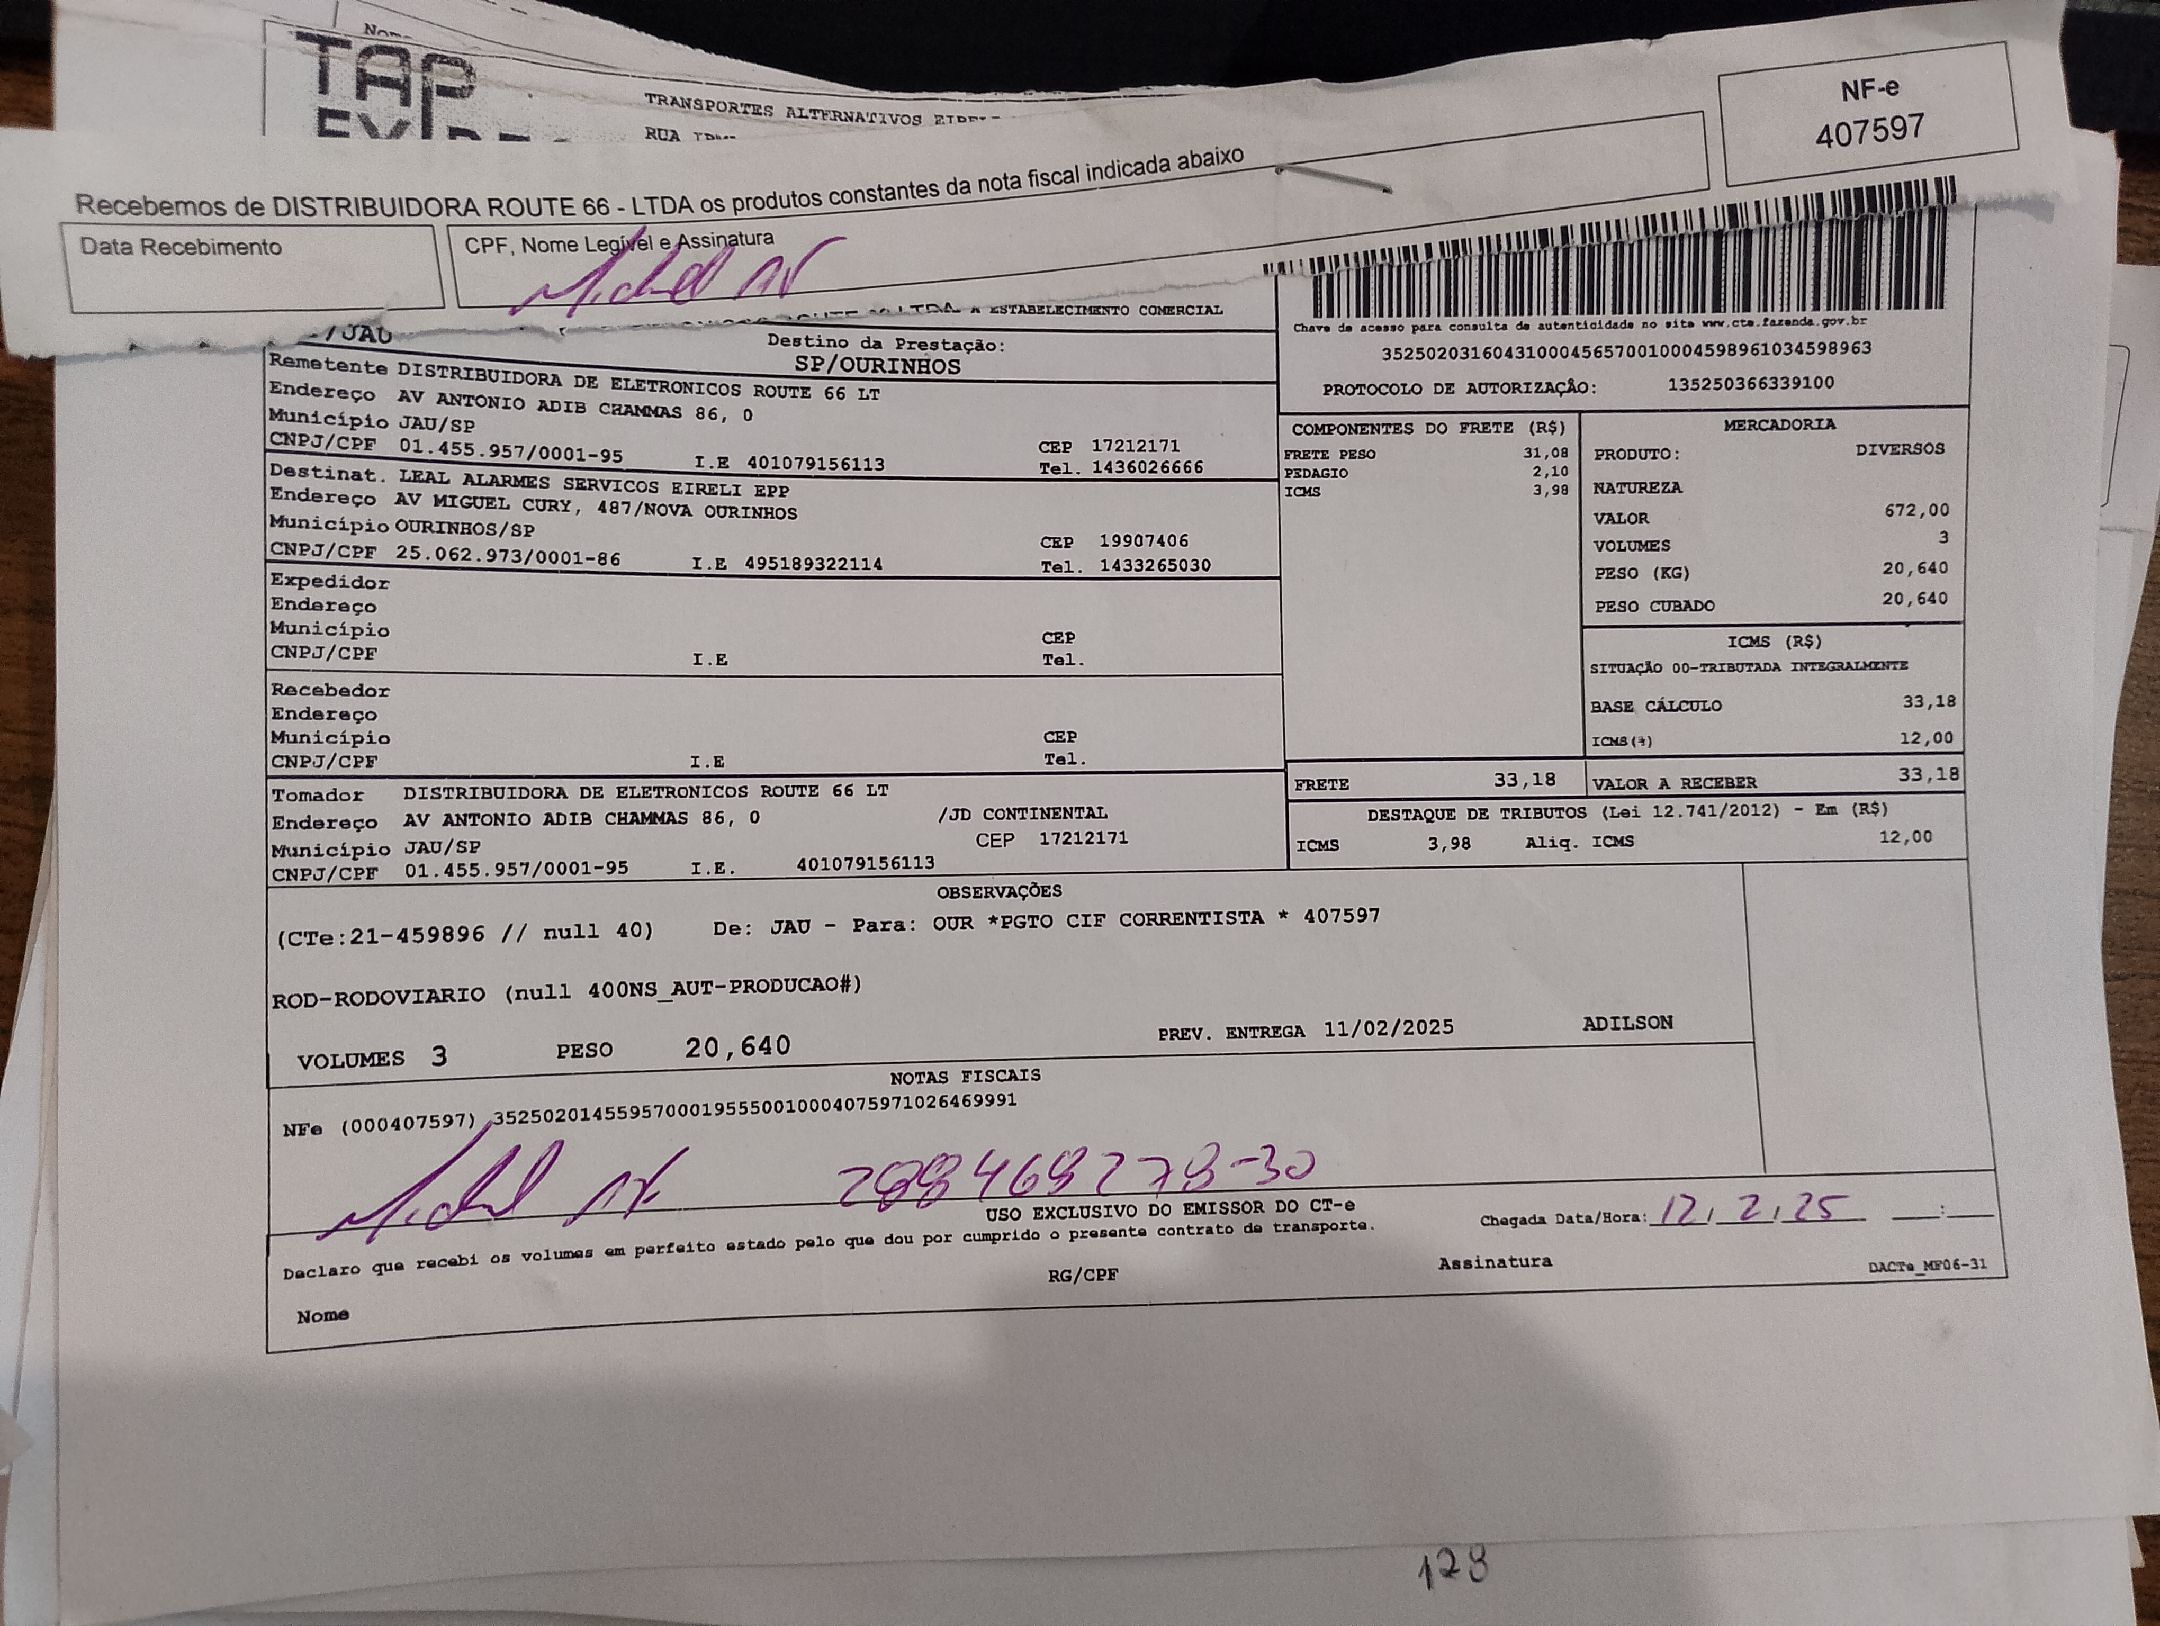 TAP
TRANSPORTES ALTERNATIVOS
RUA
NF-e
407597
Recebemos de DISTRIBUIDORA ROUTE 66 - LTDA os produtos constantes da nota fiscal indicada abaixo
Data Recebimento
CPF, Nome Legível e Assinatura
LTDA A ESTABELECIMENTO COMERCIAL
/JAU
Destino da Prestação:
SP/OURINHOS
Remetente DISTRIBUIDORA DE ELETRONICOS ROUTE 66 LT
Endereço AV ANTONIO ADIB CHAMMAS 86, 0
Município JAU/SP
CEP 17212171
CNPJ/CPF 01.455.957/0001-95 I.E 401079156113 Tel. 1436026666
Destinat. LEAL ALARMES SERVICOS EIRELI EPP
Endereço AV MIGUEL CURY, 487/NOVA OURINHOS
Município OURINHOS/SP
CEP 19907406
CNPJ/CPF 25.062.973/0001-86 I.E 495189322114 Tel. 1433265030
Expedidor
Endereço
Município CEP
CNPJ/CPF I.E Tel.
Recebedor
Endereço
Município CEP
CNPJ/CPF I.E Tel.
Tomador DISTRIBUIDORA DE ELETRONICOS ROUTE 66 LT
Endereço AV ANTONIO ADIB CHAMMAS 86, 0 /JD CONTINENTAL
Município JAU/SP CEP 17212171
CNPJ/CPF 01.455.957/0001-95 I.E. 401079156113
Chave de acesso para consulta de autenticidade no site www.cte.fazenda.gov.br
35250203160431000456570010004598961034598963
PROTOCOLO DE AUTORIZAÇÂO: 135250366339100
COMPONENTES DO FRETE (R$)
FRETE PESO 31,08
PEDAGIO 2,10
ICMS 3,98
MERCADORIA
PRODUTO: DIVERSOS
NATUREZA
VALOR 672,00
VOLUMES 3
PESO (KG) 20,640
PESO CUBADO 20,640
ICMS (R$)
SITUAÇÃO 00-TRIBUTADA INTEGRALMENTE
BASE CÁLCULO 33,18
ICMS(%) 12,00
FRETE 33,18 VALOR A RECEBER 33,18
DESTAQUE DE TRIBUTOS (Lei 12.741/2012) - Em (R$)
ICMS 3,98 Aliq. ICMS 12,00
OBSERVAÇÕES
(CTe:21-459896 // null 40) De: JAU - Para: OUR *PGTO CIF CORRENTISTA * 407597
ROD-RODOVIARIO (null 400NS_AUT-PRODUCAO#)
VOLUMES 3 PESO 20,640 PREV. ENTREGA 11/02/2025 ADILSON
NOTAS FISCAIS
NFe (000407597) 35250201455957000195550010004075971026469991
USO EXCLUSIVO DO EMISSOR DO CT-e
Chegada Data/Hora: 12, 2, 25 __:__
Declaro que recebi os volumes em perfeito estado pelo que dou por cumprido o presente contrato de transporte.
Nome RG/CPF Assinatura DACTe_MF06-31
128